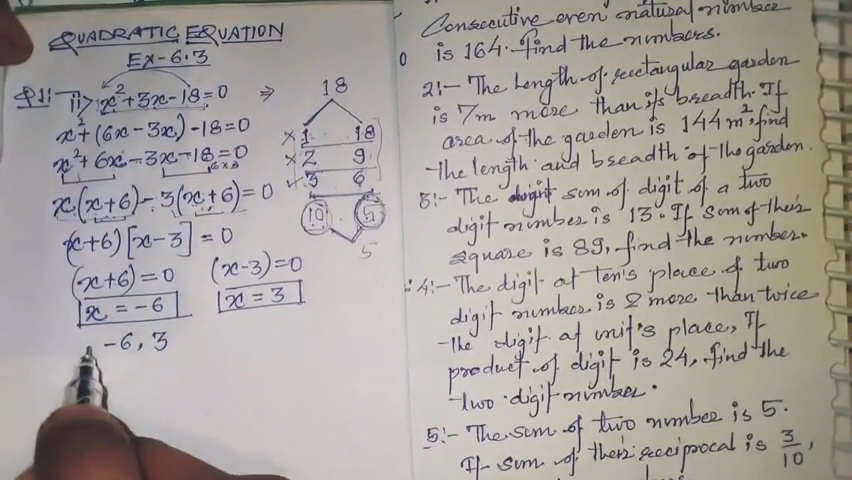 QUADRATIC EQUATION
Ex-6.3
Q1:- ii> x²+3x-18=0 ⇒
x²+(6x-3x)-18=0
x²+6x-3x-18=0
6×3
x(x+6)-3(x+6)=0
(x+6)[x-3]=0
(x+6)=0 (x-3)=0
x=-6 x=3
-6, 3
18
× 1 18
× 2 9
3 6
5
Consecutive even natural number
is 164. find the numbers.
2:- The length of rectangular garden
is 7m more than its breadth. If
area of the garden is 144m², find
the length and breadth of the garden.
3:- The digit sum of digit of a two
digit number is 13. If sum of their
square is 89, find the number.
4:- The digit at ten's place of two
digit number is 2 more than twice
the digit at unit's place, If
product of digit is 24, find the
two digit number.
5:- The sum of two number is 5.
If sum of their reciprocal is 3/10,